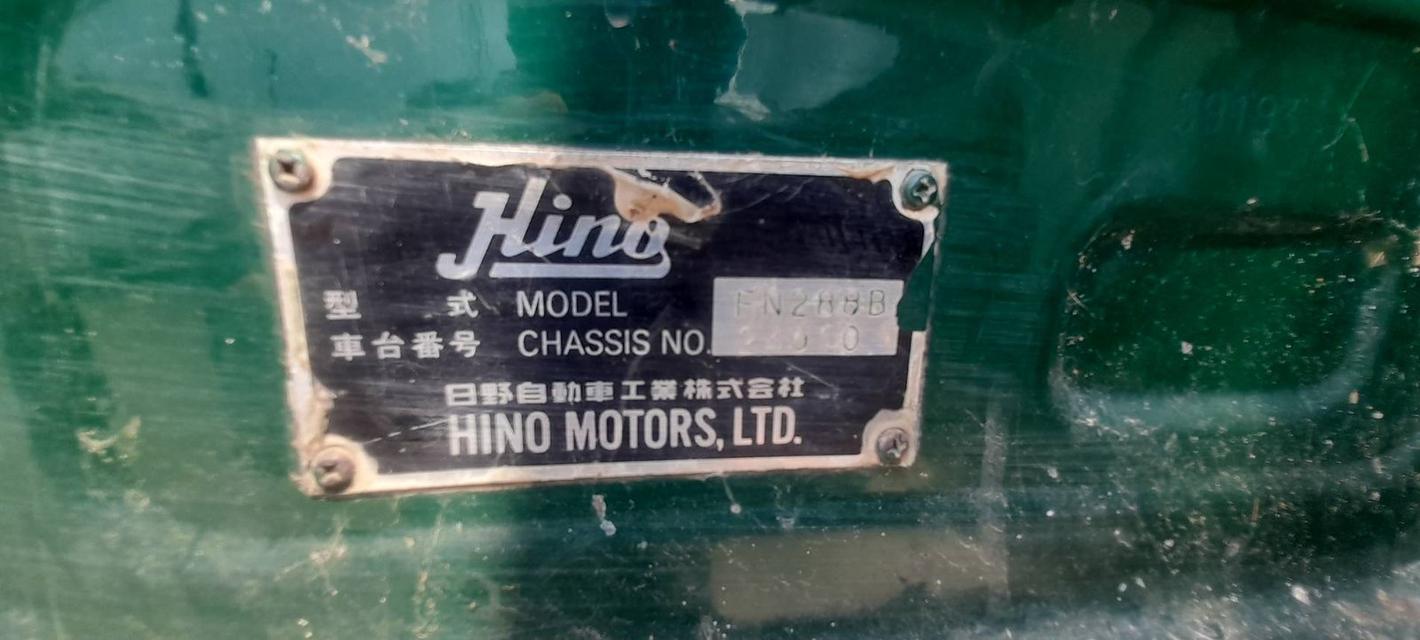 Hino
型式 MODEL FN288B
車台番号 CHASSIS NO.
日野自動車工業株式会社
HINO MOTORS, LTD.